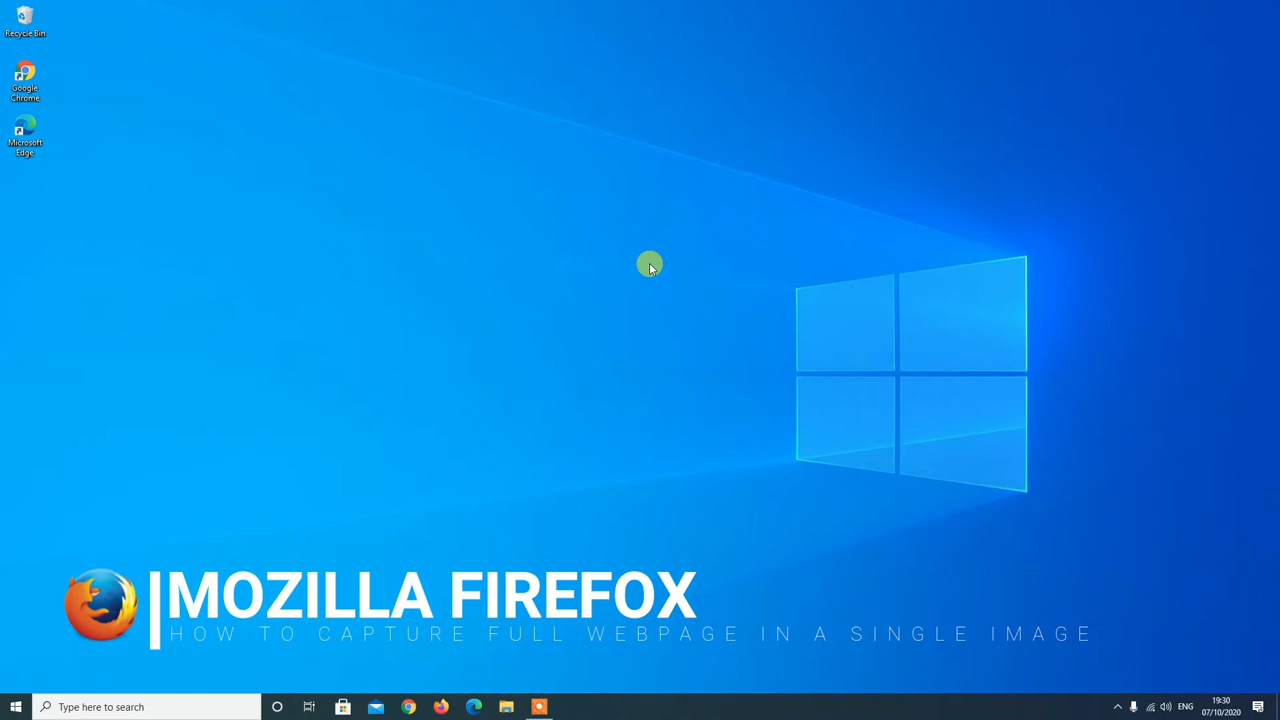 Recycle Bin
Google
Chrome
Microsoft
Edge
MOZILLA FIREFOX
HOW TO CAPTURE FULL WEBPAGE IN A SINGLE IMAGE
Type here to search
ENG
19:30
07/10/2020